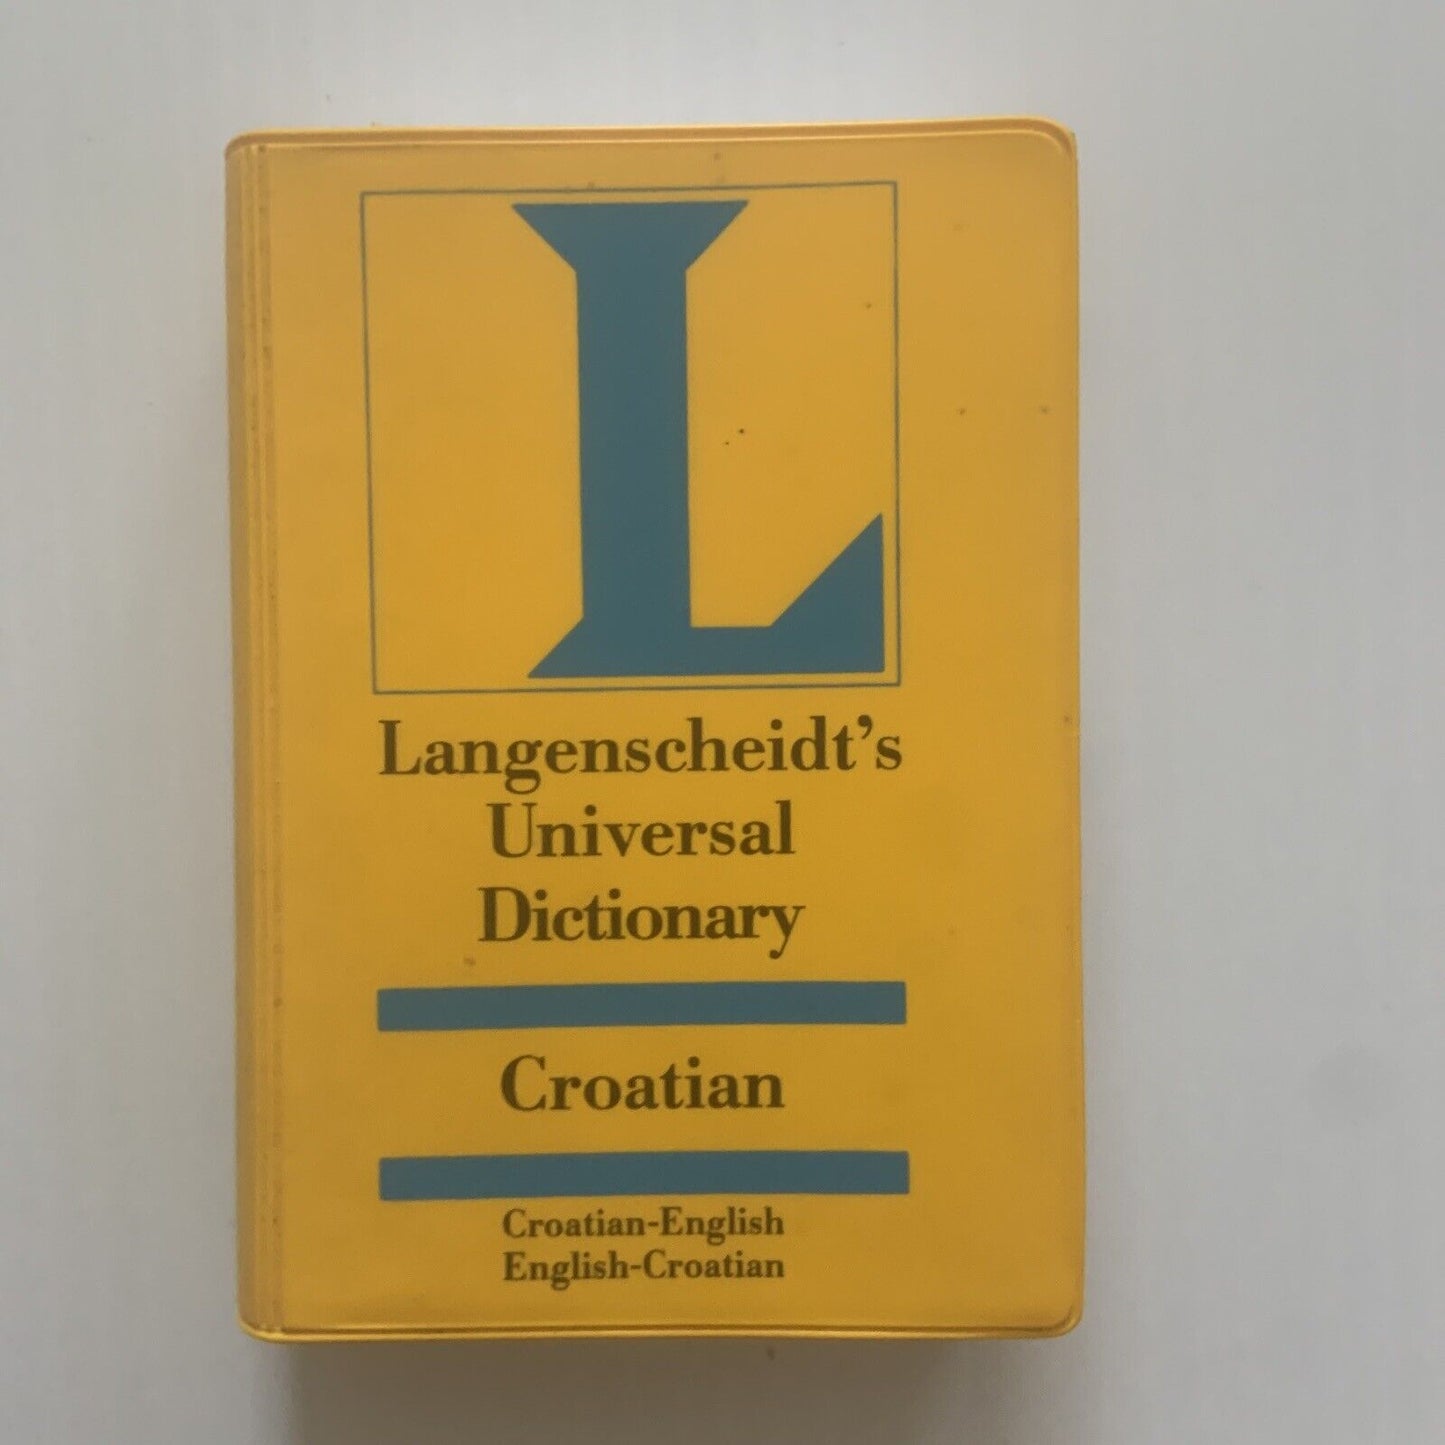 L
Langenscheidt’s
Universal
Dictionary
Croatian
Croatian-English
English-Croatian